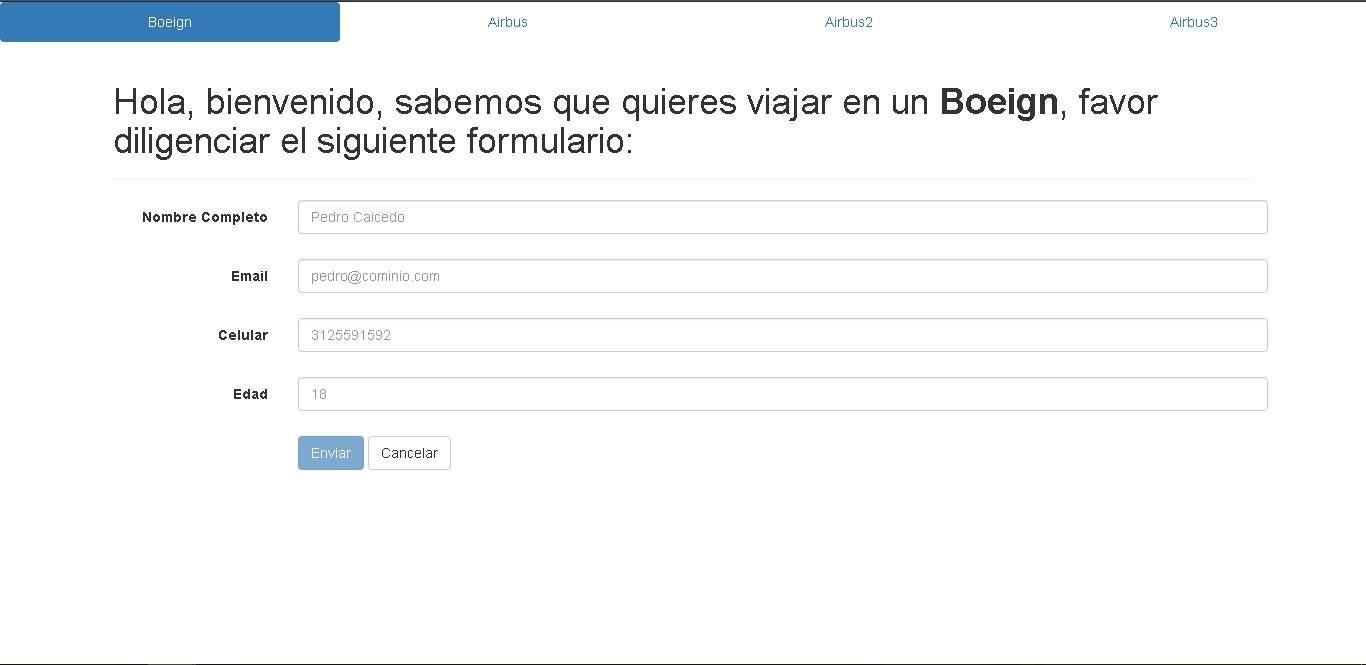 Boeign Airbus Airbus2 Airbus3
Hola, bienvenido, sabemos que quieres viajar en un Boeign, favor
diligenciar el siguiente formulario:
Nombre Completo Pedro Caicedo
Email pedro@cominio.com
Celular 3125591592
Edad 18
Enviar Cancelar